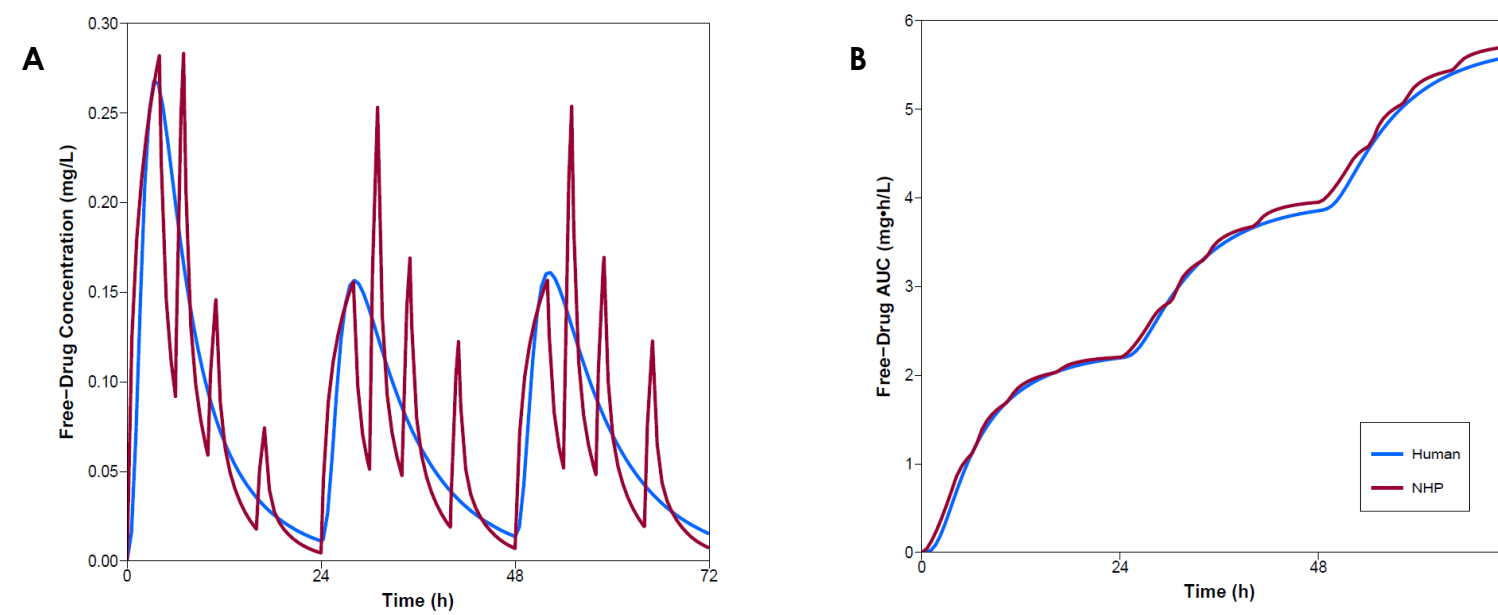 A
Free−Drug Concentration (mg/L)
0.30
0.25
0.20
0.15
0.10
0.05
0.00
0
24
48
72
Time (h)
B
Free−Drug AUC (mg•h/L)
6
5
4
3
2
1
0
0
24
48
Time (h)
Human
NHP